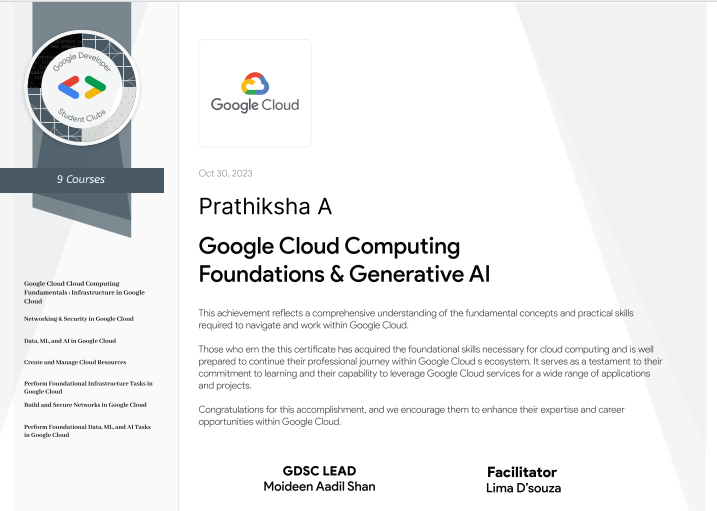 Google Developer
Student Clubs
9 Courses
Google Cloud Cloud Computing
Fundamentals : Infrastructure in Google
Cloud
Networking & Security in Google Cloud
Data, ML, and AI in Google Cloud
Create and Manage Cloud Resources
Perform Foundational Infrastructure Tasks in
Google Cloud
Build and Secure Networks in Google Cloud
Perform Foundational Data, ML, and AI Tasks
in Google Cloud
Google Cloud
Oct 30, 2023
Prathiksha A
Google Cloud Computing
Foundations & Generative AI
This achievement reflects a comprehensive understanding of the fundamental concepts and practical skills
required to navigate and work within Google Cloud.
Those who ern the this certificate has acquired the foundational skills necessary for cloud computing and is well
prepared to continue their professional journey within Google Cloud s ecosystem. It serves as a testament to their
commitment to learning and their capability to leverage Google Cloud services for a wide range of applications
and projects.
Congratulations for this accomplishment, and we encourage them to enhance their expertise and career
opportunities within Google Cloud.
GDSC LEAD
Moideen Aadil Shan
Facilitator
Lima D'souza